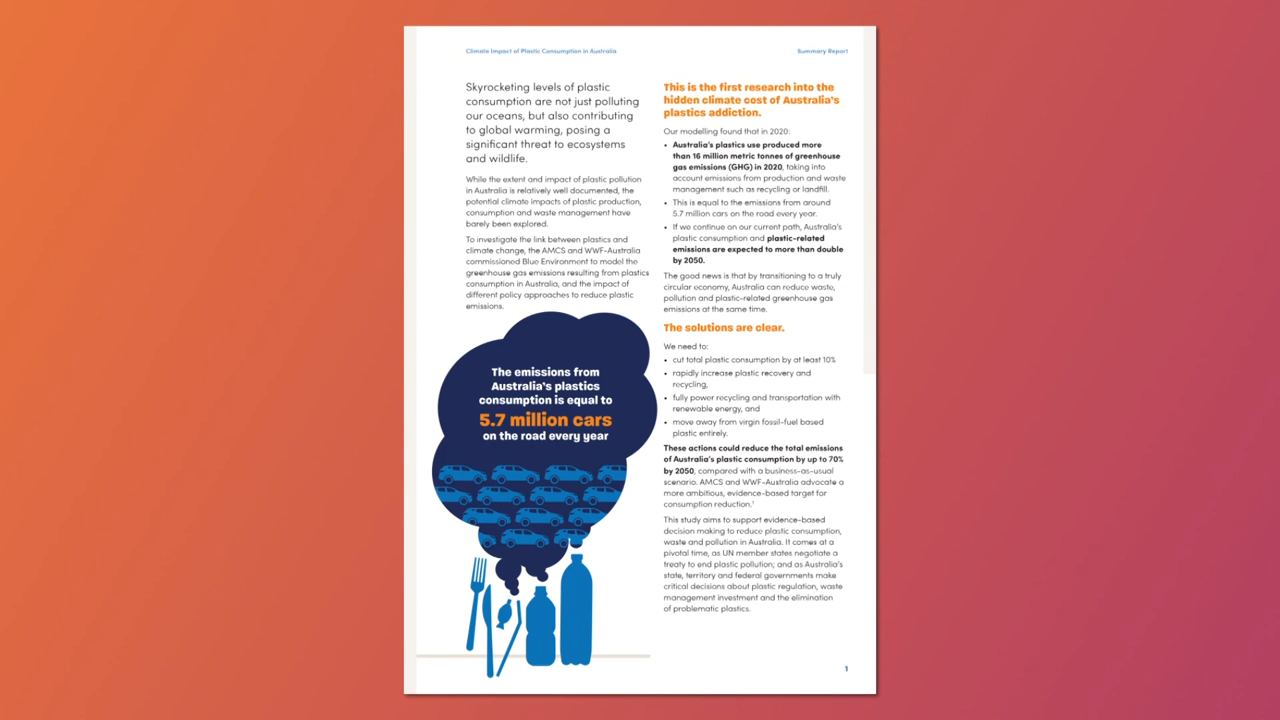 Climate Impact of Plastic Consumption in Australia
Summary Report
Skyrocketing levels of plastic
consumption are not just polluting
our oceans, but also contributing
to global warming, posing a
significant threat to ecosystems
and wildlife.
While the extent and impact of plastic pollution
in Australia is relatively well documented, the
potential climate impacts of plastic production,
consumption and waste management have
barely been explored.
To investigate the link between plastics and
climate change, the AMCS and WWF-Australia
commissioned Blue Environment to model the
greenhouse gas emissions resulting from plastics
consumption in Australia, and the impact of
different policy approaches to reduce plastic
emissions.
The emissions from
Australia's plastics
consumption is equal to
5.7 million cars
on the road every year
This is the first research into the
hidden climate cost of Australia's
plastics addiction.
Our modelling found that in 2020:
• Australia's plastics use produced more
than 16 million metric tonnes of greenhouse
gas emissions (GHG) in 2020, taking into
account emissions from production and waste
management such as recycling or landfill.
• This is equal to the emissions from around
5.7 million cars on the road every year.
• If we continue on our current path, Australia's
plastic consumption and plastic-related
emissions are expected to more than double
by 2050.
The good news is that by transitioning to a truly
circular economy, Australia can reduce waste,
pollution and plastic-related greenhouse gas
emissions at the same time.
The solutions are clear.
We need to:
• cut total plastic consumption by at least 10%
• rapidly increase plastic recovery and
recycling,
• fully power recycling and transportation with
renewable energy, and
• move away from virgin fossil-fuel based
plastic entirely.
These actions could reduce the total emissions
of Australia's plastic consumption by up to 70%
by 2050, compared with a business-as-usual
scenario. AMCS and WWF-Australia advocate a
more ambitious, evidence-based target for
consumption reduction.¹
This study aims to support evidence-based
decision making to reduce plastic consumption,
waste and pollution in Australia. It comes at a
pivotal time, as UN member states negotiate a
treaty to end plastic pollution; and as Australia's
state, territory and federal governments make
critical decisions about plastic regulation, waste
management investment and the elimination
of problematic plastics.
1